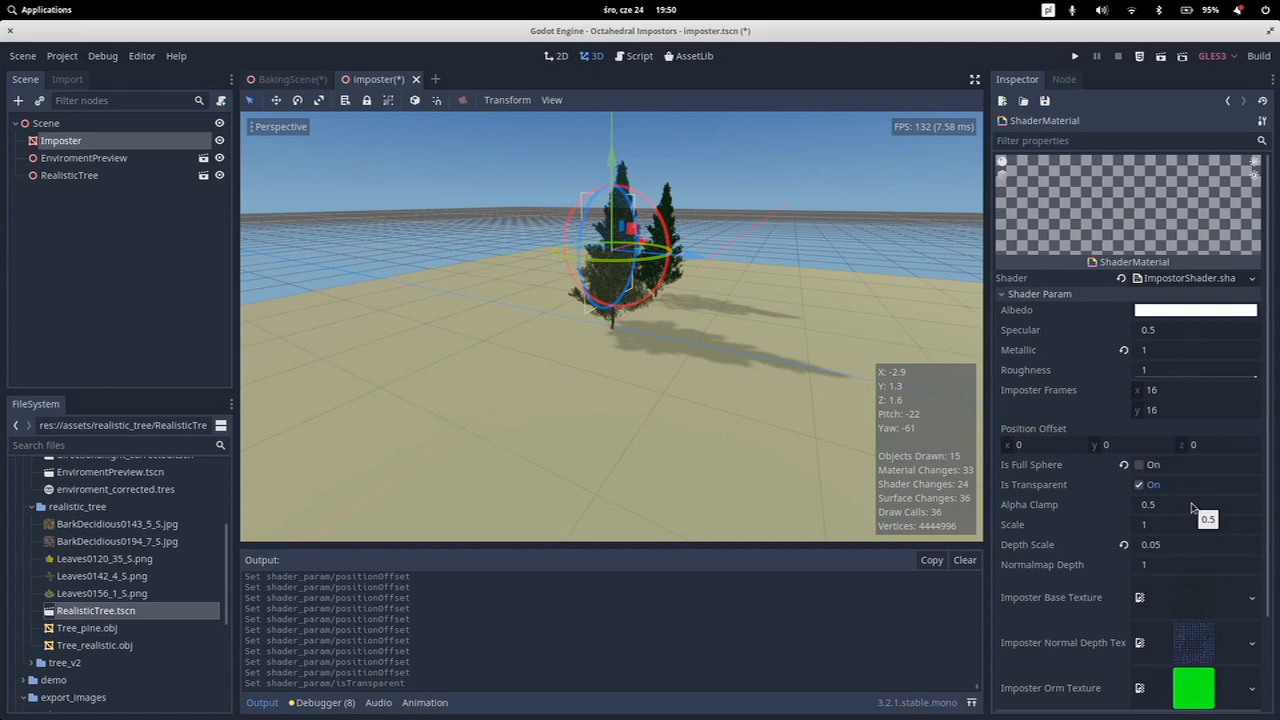 Applications
śro, cze 24 19:50
pl
95%
Godot Engine - Octahedral Impostors - imposter.tscn (*)
Scene Project Debug Editor Help
2D 3D Script AssetLib
GLES3 Build
Scene Import
BakingScene(*) imposter(*)
Inspector Node
Filter nodes
Transform View
ShaderMaterial
Filter properties
Scene
Imposter
EnviromentPreview
RealisticTree
Perspective
FPS: 132 (7.58 ms)
ShaderMaterial
Shader ImpostorShader.sha
Shader Param
Albedo
Specular 0.5
Metallic 1
Roughness 1
Imposter Frames x 16
y 16
Position Offset
x 0 y 0 z 0
Is Full Sphere On
Is Transparent On
Alpha Clamp 0.5
0.5
Scale 1
Depth Scale 0.05
Normalmap Depth 1
Imposter Base Texture
Imposter Normal Depth Tex
Imposter Orm Texture
X: -2.9
Y: 1.3
Z: 1.6
Pitch: -22
Yaw: -61
Objects Drawn: 15
Material Changes: 33
Shader Changes: 24
Surface Changes: 36
Draw Calls: 36
Vertices: 4444996
FileSystem
res://assets/realistic_tree/RealisticTre
Search files
EnviromentPreview.tscn
enviroment_corrected.tres
realistic_tree
BarkDecidious0143_5_S.jpg
BarkDecidious0194_7_S.jpg
Leaves0120_35_S.png
Leaves0142_4_S.png
Leaves0156_1_S.png
RealisticTree.tscn
Tree_pine.obj
Tree_realistic.obj
tree_v2
demo
export_images
Output:
Copy Clear
Set shader_param/positionOffset
Set shader_param/positionOffset
Set shader_param/positionOffset
Set shader_param/positionOffset
Set shader_param/positionOffset
Set shader_param/positionOffset
Set shader_param/positionOffset
Set shader_param/positionOffset
Set shader_param/positionOffset
Set shader_param/positionOffset
Set shader_param/isTransparent
Output Debugger (8) Audio Animation
3.2.1.stable.mono